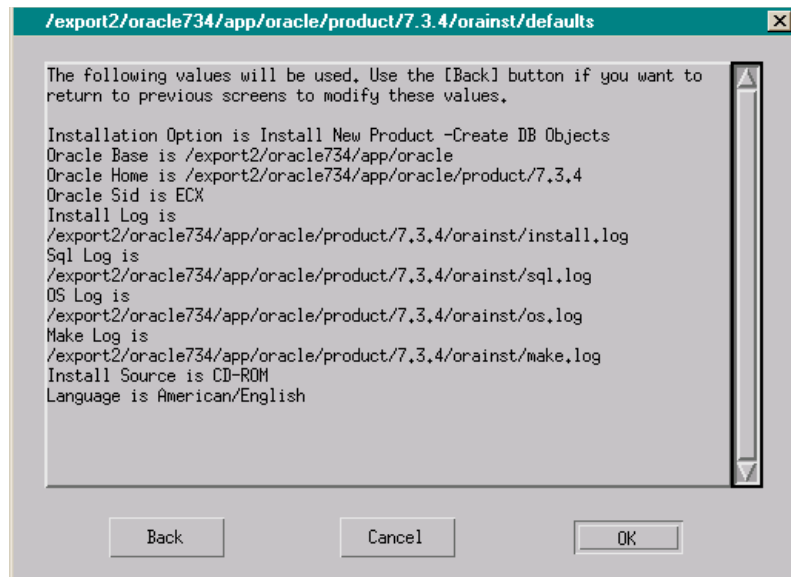 /export2/oracle734/app/oracle/product/7.3.4/orainst/defaults
The following values will be used. Use the [Back] button if you want to
return to previous screens to modify these values.
Installation Option is Install New Product -Create DB Objects
Oracle Base is /export2/oracle734/app/oracle
Oracle Home is /export2/oracle734/app/oracle/product/7.3.4
Oracle Sid is ECX
Install Log is
/export2/oracle734/app/oracle/product/7.3.4/orainst/install.log
Sql Log is
/export2/oracle734/app/oracle/product/7.3.4/orainst/sql.log
OS Log is
/export2/oracle734/app/oracle/product/7.3.4/orainst/os.log
Make Log is
/export2/oracle734/app/oracle/product/7.3.4/orainst/make.log
Install Source is CD-ROM
Language is American/English
Back Cancel OK